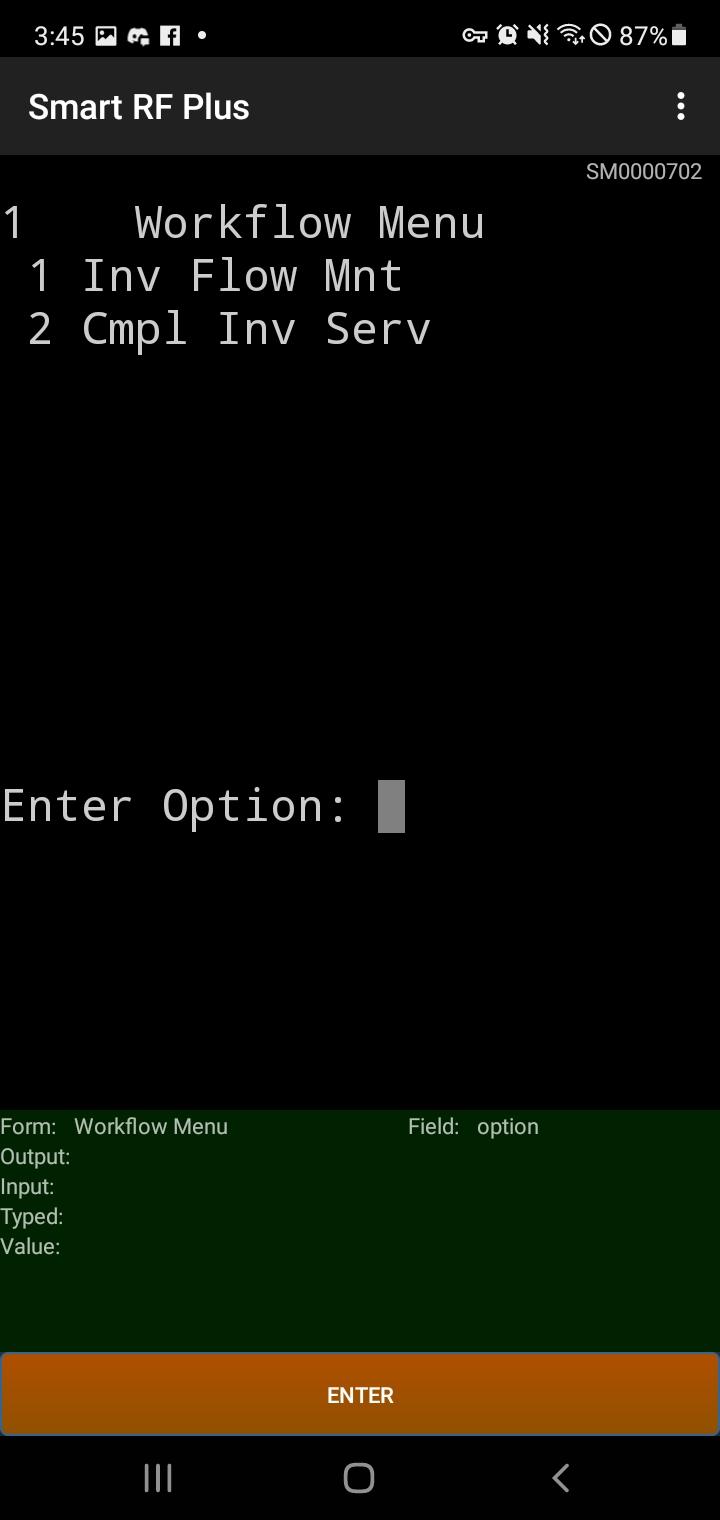 3:45 87%
Smart RF Plus
SM0000702
1    Workflow Menu
 1 Inv Flow Mnt
 2 Cmpl Inv Serv
Enter Option:
Form: Workflow Menu Field: option
Output:
Input:
Typed:
Value:
ENTER